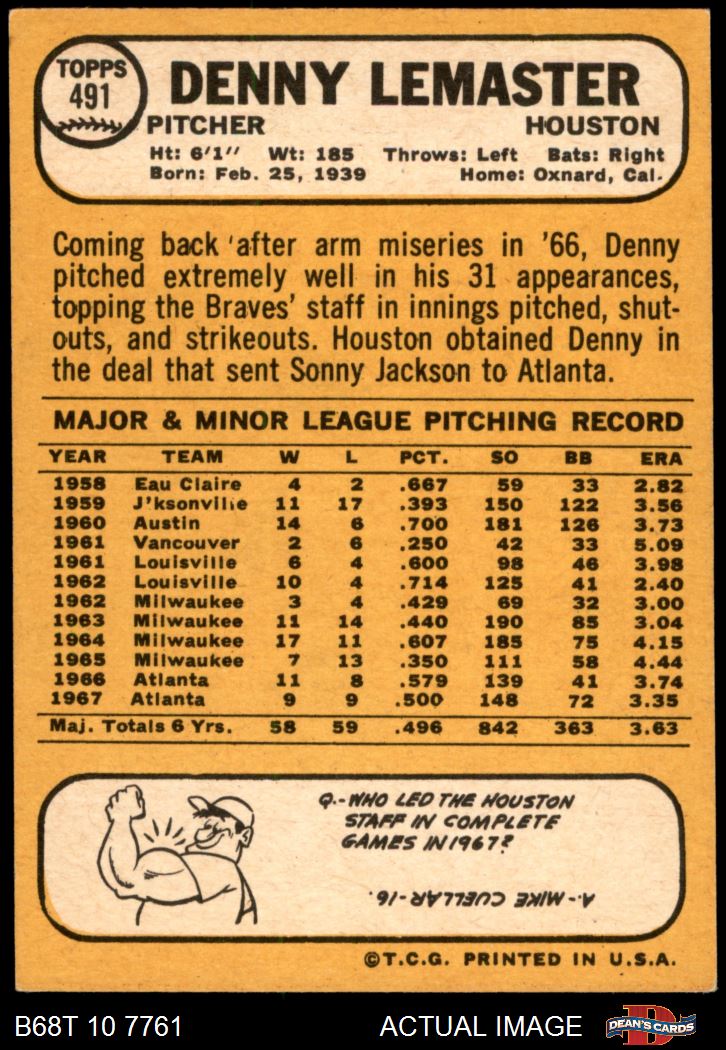 TOPPS
491
DENNY LEMASTER
PITCHER HOUSTON
Ht: 6'1" Wt: 185 Throws: Left Bats: Right
Born: Feb. 25, 1939 Home: Oxnard, Cal.
Coming back after arm miseries in '66, Denny
pitched extremely well in his 31 appearances,
topping the Braves' staff in innings pitched, shut-
outs, and strikeouts. Houston obtained Denny in
the deal that sent Sonny Jackson to Atlanta.
MAJOR & MINOR LEAGUE PITCHING RECORD
YEAR TEAM W L PCT. SO BB ERA
1958 Eau Claire 4 2 .667 59 33 2.82
1959 J'ksonville 11 17 .393 150 122 3.56
1960 Austin 14 6 .700 181 126 3.73
1961 Vancouver 2 6 .250 42 33 5.09
1961 Louisville 6 4 .600 98 46 3.98
1962 Louisville 10 4 .714 125 41 2.40
1962 Milwaukee 3 4 .429 69 32 3.00
1963 Milwaukee 11 14 .440 190 85 3.04
1964 Milwaukee 17 11 .607 185 75 4.15
1965 Milwaukee 7 13 .350 111 58 4.44
1966 Atlanta 11 8 .579 139 41 3.74
1967 Atlanta 9 9 .500 148 72 3.35
Maj. Totals 6 Yrs. 58 59 .496 842 363 3.63
Q.-WHO LED THE HOUSTON
STAFF IN COMPLETE
GAMES IN 1967?
A.-MIKE CUELLAR-16.
©T.C.G. PRINTED IN U.S.A.
B68T 10 7761 ACTUAL IMAGE DEAN'S CARDS